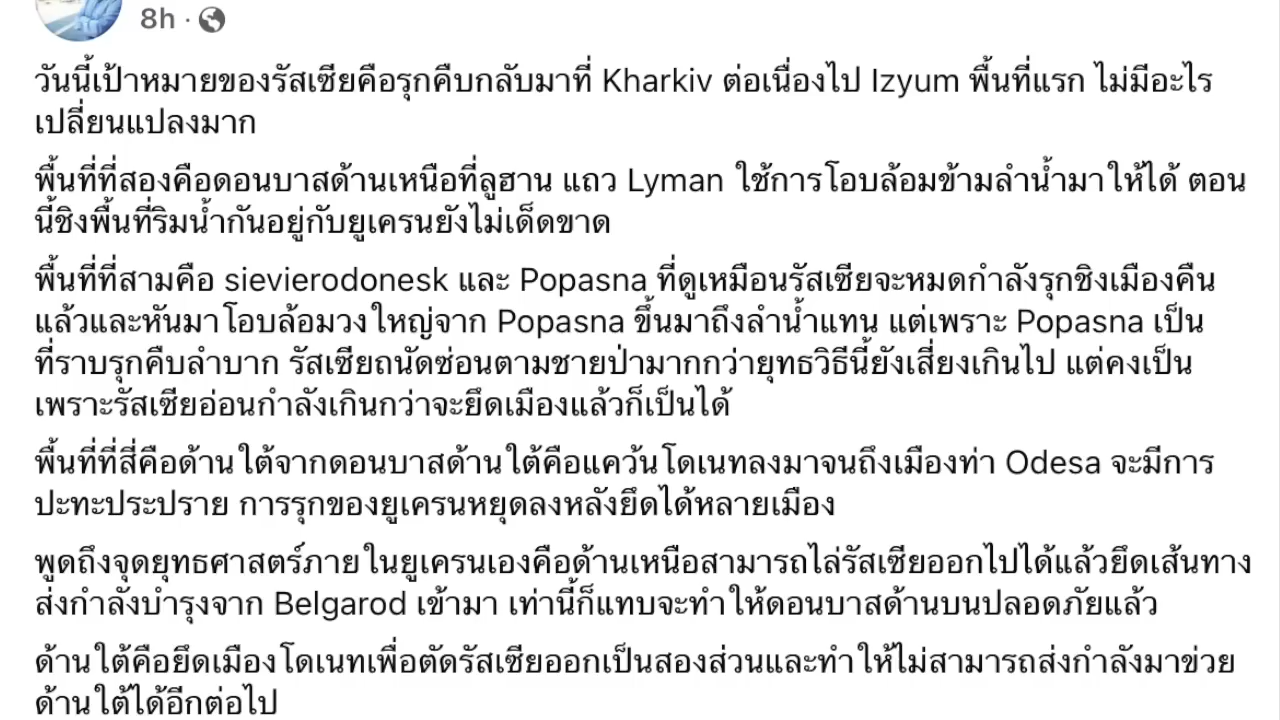 8h ·
วันนี้เป้าหมายของรัสเซียคือรุกคืบกลับมาที่ Kharkiv ต่อเนื่องไป Izyum พื้นที่แรก ไม่มีอะไร
เปลี่ยนแปลงมาก
พื้นที่ที่สองคือดอนบาสด้านเหนือที่ลูฮาน แถว Lyman ใช้การโอบล้อมข้ามลำน้ำมาให้ได้ ตอน
นี้ชิงพื้นที่ริมน้ำกันอยู่กับยูเครนยังไม่เด็ดขาด
พื้นที่ที่สามคือ sievierodonesk และ Popasna ที่ดูเหมือนรัสเซียจะหมดกำลังรุกชิงเมืองคืน
แล้วและหันมาโอบล้อมวงใหญ่จาก Popasna ขึ้นมาถึงลำน้ำแทน แต่เพราะ Popasna เป็น
ที่ราบรุกคืบลำบาก รัสเซียถนัดซ่อนตามชายป่ามากกว่ายุทธวิธีนี้ยังเสี่ยงเกินไป แต่คงเป็น
เพราะรัสเซียอ่อนกำลังเกินกว่าจะยึดเมืองแล้วก็เป็นได้
พื้นที่ที่สี่คือด้านใต้จากดอนบาสด้านใต้คือแคว้นโดเนทลงมาจนถึงเมืองท่า Odesa จะมีการ
ปะทะประปราย การรุกของยูเครนหยุดลงหลังยึดได้หลายเมือง
พูดถึงจุดยุทธศาสตร์ภายในยูเครนเองคือด้านเหนือสามารถไล่รัสเซียออกไปได้แล้วยึดเส้นทาง
ส่งกำลังบำรุงจาก Belgarod เข้ามา เท่านี้ก็แทบจะทำให้ดอนบาสด้านบนปลอดภัยแล้ว
ด้านใต้คือยึดเมืองโดเนทเพื่อตัดรัสเซียออกเป็นสองส่วนและทำให้ไม่สามารถส่งกำลังมาข่วย
ด้านใต้ได้อีกต่อไป